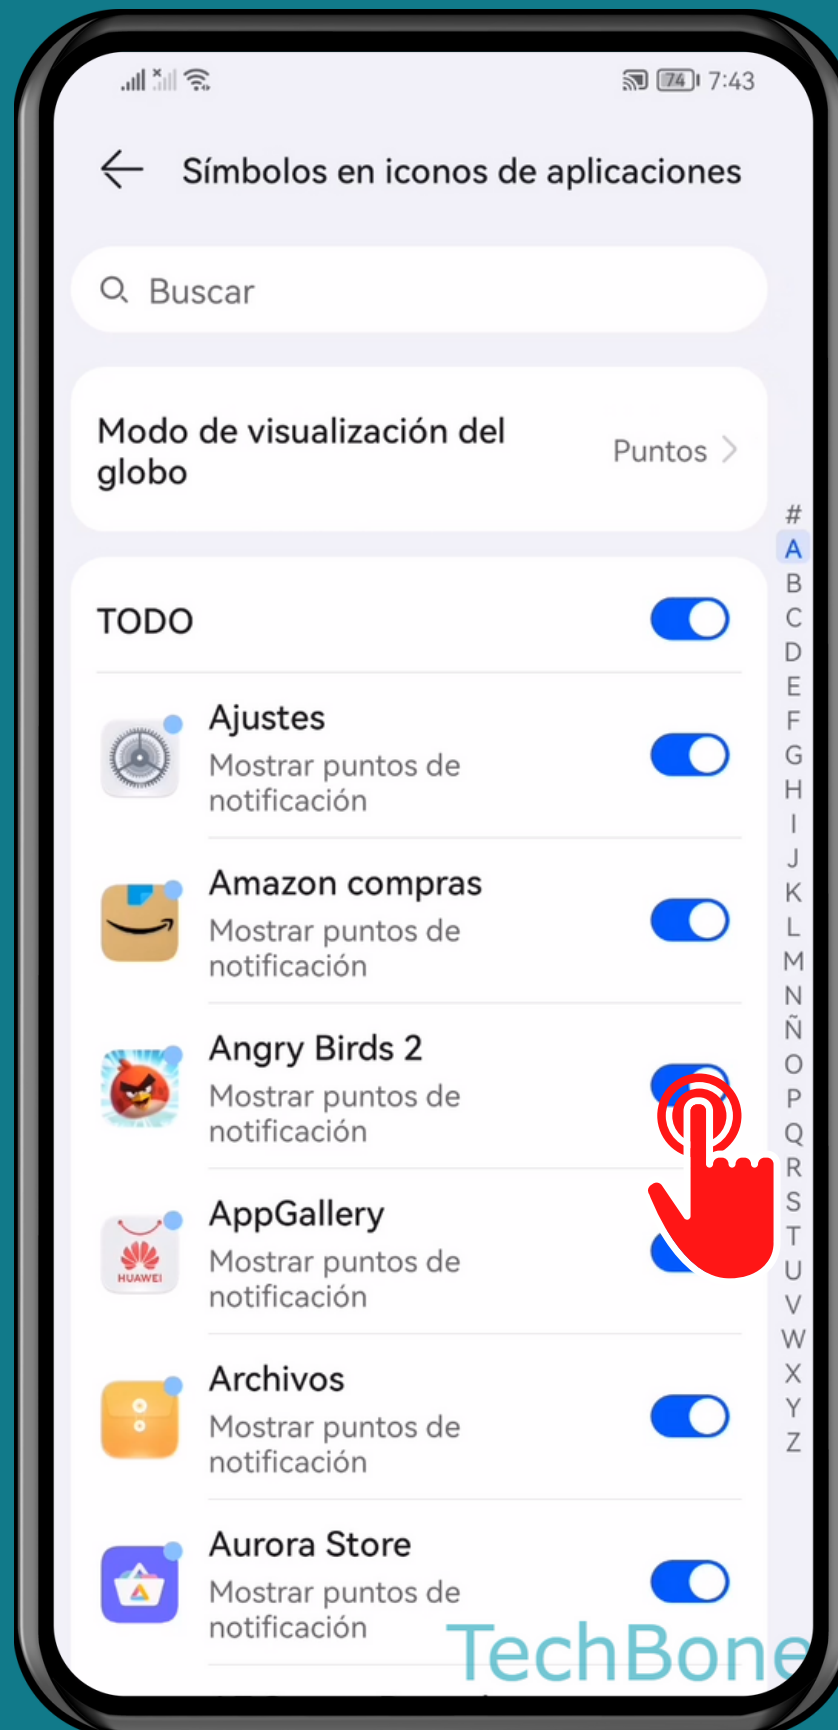 74 7:43
Símbolos en iconos de aplicaciones
Buscar
Modo de visualización del
globo
Puntos
TODO
Ajustes
Mostrar puntos de
notificación
Amazon compras
Mostrar puntos de
notificación
Angry Birds 2
Mostrar puntos de
notificación
HUAWEI
AppGallery
Mostrar puntos de
notificación
Archivos
Mostrar puntos de
notificación
Aurora Store
Mostrar puntos de
notificación
#
A
B
C
D
E
F
G
H
I
J
K
L
M
N
Ñ
O
P
Q
R
S
T
U
V
W
X
Y
Z
TechBone